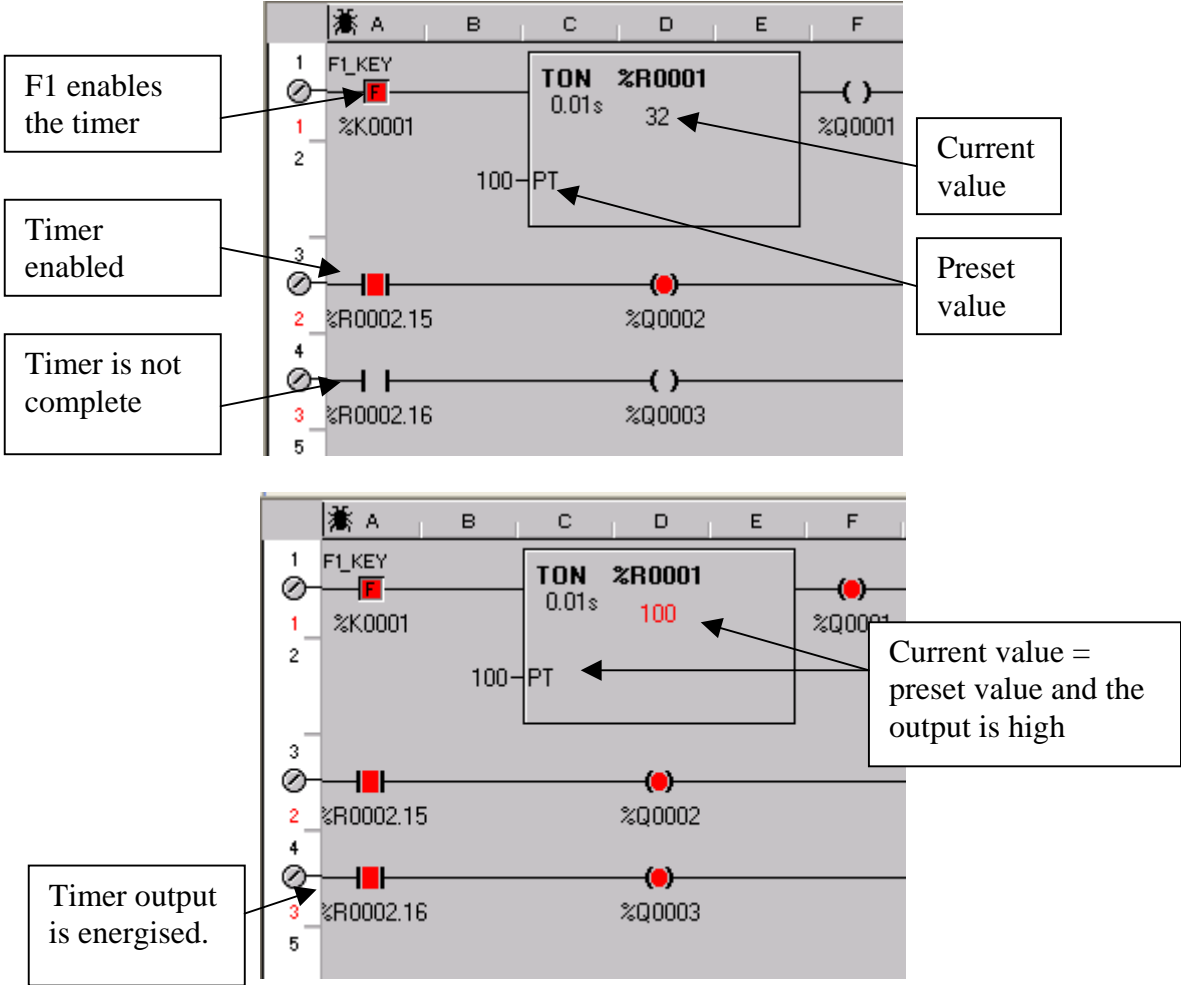 A B C D E F
F1 enables
the timer
1 F1_KEY
F
TON %R0001
0.01s 32
1 %K0001
%Q0001
2
100 PT
Current
value
Timer
enabled
3
Preset
value
2 %R0002.15 %Q0002
4
Timer is not
complete
3 %R0002.16 %Q0003
5
A B C D E F
1 F1_KEY
F
TON %R0001
0.01s 100
1 %K0001
2
100 PT
Current value =
preset value and the
output is high
3
2 %R0002.15 %Q0002
4
Timer output
is energised.
3 %R0002.16 %Q0003
5